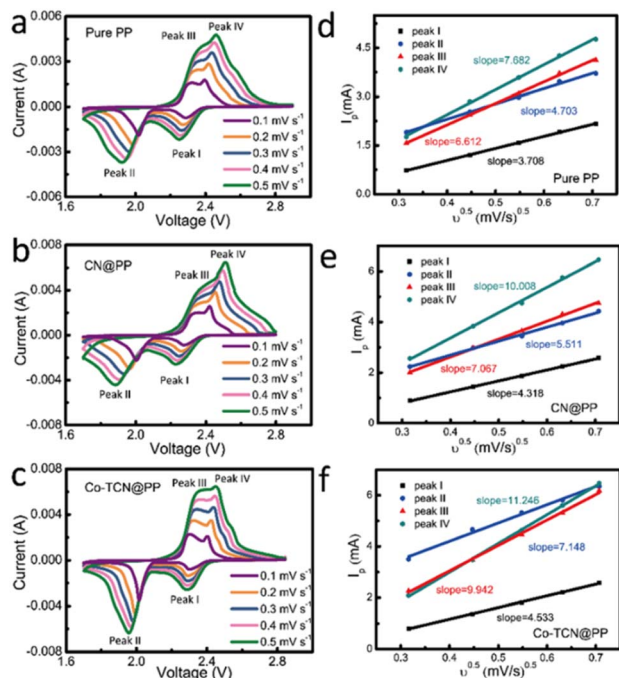 a
Pure PP
Peak III
Peak IV
Peak I
Peak II
0.1 mV s⁻¹
0.2 mV s⁻¹
0.3 mV s⁻¹
0.4 mV s⁻¹
0.5 mV s⁻¹
0.006
0.003
0.000
-0.003
-0.006
Current (A)
1.6 2.0 2.4 2.8
Voltage (V)
d
peak I
peak II
peak III
peak IV
slope=7.682
slope=4.703
slope=6.612
slope=3.708
Pure PP
4.5
3.0
1.5
0.0
Iₚ(mA)
0.3 0.4 0.5 0.6 0.7
υ⁰·⁵ (mV/s)⁰·⁵
b
CN@PP
Peak III
Peak IV
Peak I
Peak II
0.1 mV s⁻¹
0.2 mV s⁻¹
0.3 mV s⁻¹
0.4 mV s⁻¹
0.5 mV s⁻¹
0.008
0.004
0.000
-0.004
-0.008
Current (A)
1.6 2.0 2.4 2.8
Voltage (V)
e
peak I
peak II
peak III
peak IV
slope=10.008
slope=5.511
slope=7.067
slope=4.318
CN@PP
6
4
2
0
Iₚ(mA)
0.3 0.4 0.5 0.6 0.7
υ⁰·⁵ (mV/s)⁰·⁵
c
Co-TCN@PP
Peak III
Peak IV
Peak I
Peak II
0.1 mV s⁻¹
0.2 mV s⁻¹
0.3 mV s⁻¹
0.4 mV s⁻¹
0.5 mV s⁻¹
0.008
0.004
0.000
-0.004
-0.008
Current (A)
1.6 2.0 2.4 2.8
Voltage (V)
f
peak I
peak II
peak III
peak IV
slope=11.246
slope=7.148
slope=9.942
slope=4.533
Co-TCN@PP
6
4
2
0
Iₚ(mA)
0.3 0.4 0.5 0.6 0.7
υ⁰·⁵ (mV/s)⁰·⁵